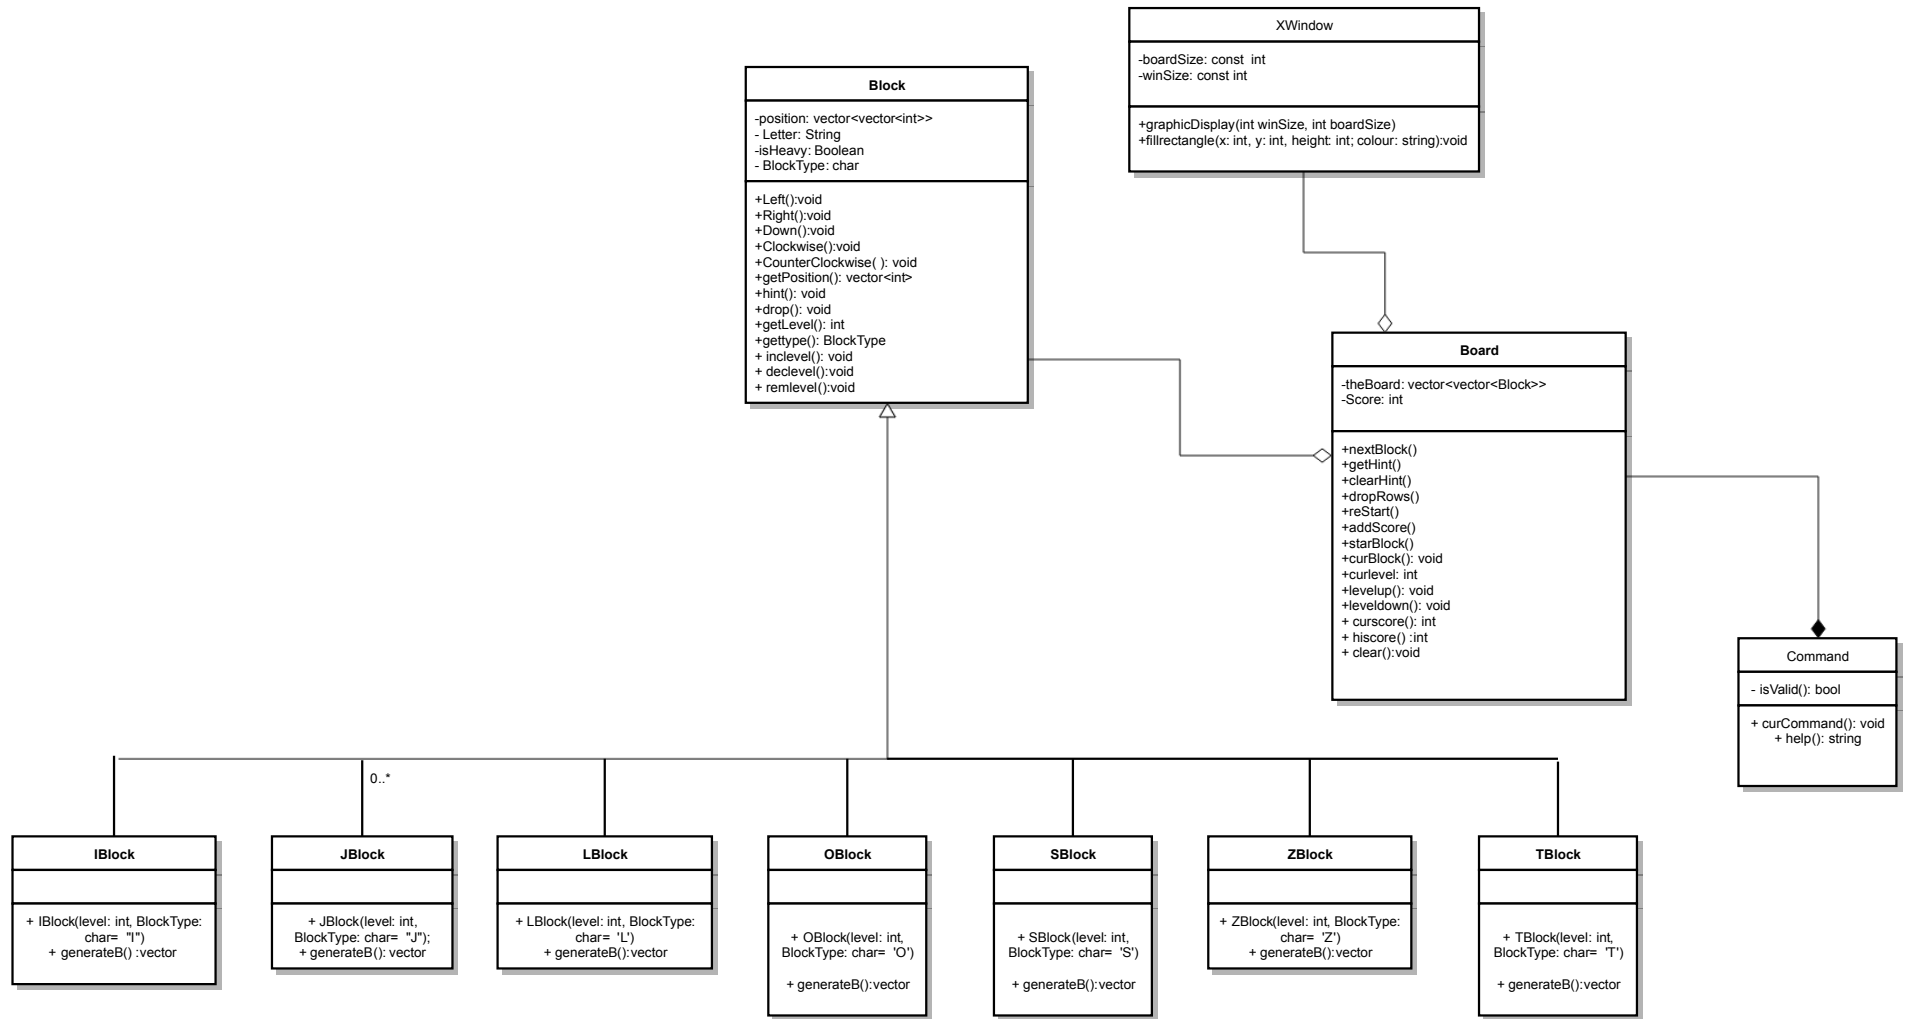 XWindow
-boardSize: const  int
-winSize: const int
+graphicDisplay(int winSize, int boardSize)
+fillrectangle(x: int, y: int, height: int; colour: string):void
Block
-position: vector<vector<int>>
- Letter: String
-isHeavy: Boolean
- BlockType: char
+Left():void
+Right():void
+Down():void
+Clockwise():void
+CounterClockwise( ): void
+getPosition(): vector<int>
+hint(): void
+drop(): void
+getLevel(): int
+gettype(): BlockType
+ inclevel(): void
+ declevel():void
+ remlevel():void
Board
-theBoard: vector<vector<Block>>
-Score: int
+nextBlock()
+getHint()
+clearHint()
+dropRows()
+reStart()
+addScore()
+starBlock()
+curBlock(): void
+curlevel: int
+levelup(): void
+leveldown(): void
+ curscore(): int
+ hiscore() :int
+ clear():void
Command
- isValid(): bool
+ curCommand(): void
+ help(): string
0..*
IBlock
+ IBlock(level: int, BlockType:
char=  "I")
+ generateB() :vector
JBlock
+ JBlock(level: int,
BlockType: char=  "J");
+ generateB(): vector
LBlock
+ LBlock(level: int, BlockType:
char=  'L')
+ generateB():vector
OBlock
+ OBlock(level: int,
BlockType: char=  'O')
+ generateB():vector
SBlock
+ SBlock(level: int,
BlockType: char=  'S')
+ generateB():vector
ZBlock
+ ZBlock(level: int, BlockType:
char=  'Z')
+ generateB():vector
TBlock
+ TBlock(level: int,
BlockType: char=  'T')
+ generateB():vector